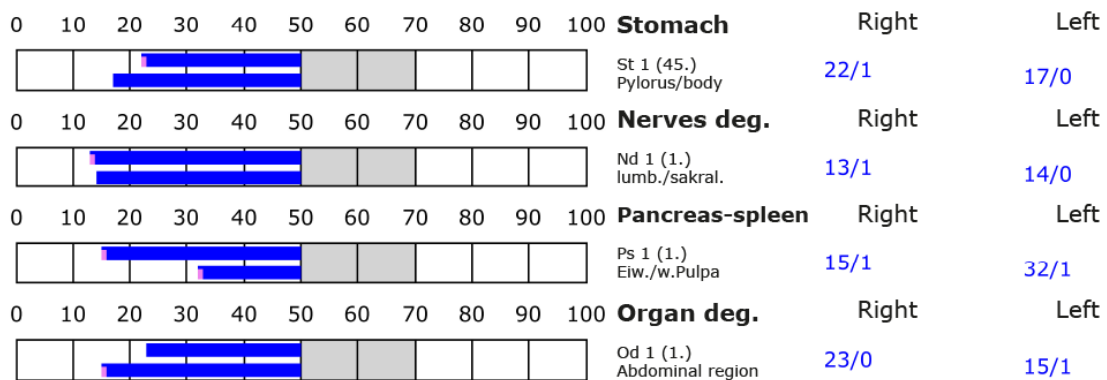 0 10 20 30 40 50 60 70 80 90 100 Stomach Right Left
St 1 (45.) 22/1 17/0
Pylorus/body
0 10 20 30 40 50 60 70 80 90 100 Nerves deg. Right Left
Nd 1 (1.) 13/1 14/0
lumb./sakral.
0 10 20 30 40 50 60 70 80 90 100 Pancreas-spleen Right Left
Ps 1 (1.) 15/1 32/1
Eiw./w.Pulpa
0 10 20 30 40 50 60 70 80 90 100 Organ deg. Right Left
Od 1 (1.) 23/0 15/1
Abdominal region